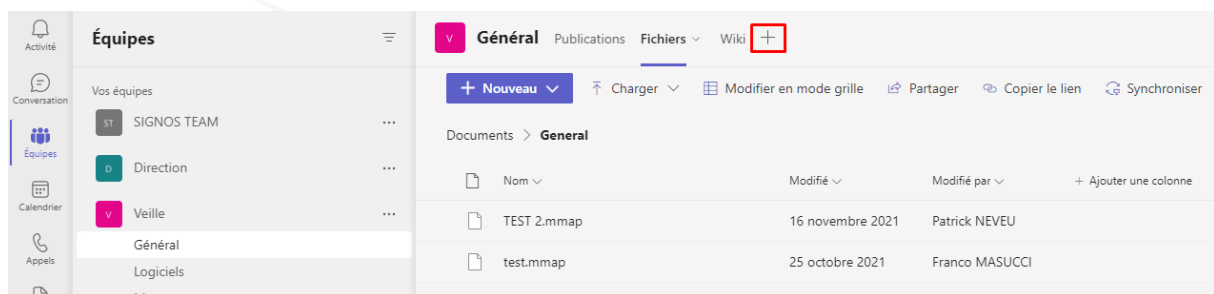 Activité
Conversation
Équipes
Calendrier
Appels
Équipes
Vos équipes
ST SIGNOS TEAM ...
D Direction ...
V Veille ...
Général
Logiciels
V Général Publications Fichiers Wiki +
+ Nouveau Charger Modifier en mode grille Partager Copier le lien Synchroniser
Documents > General
Nom Modifié Modifié par + Ajouter une colonne
TEST 2.mmap 16 novembre 2021 Patrick NEVEU
test.mmap 25 octobre 2021 Franco MASUCCI